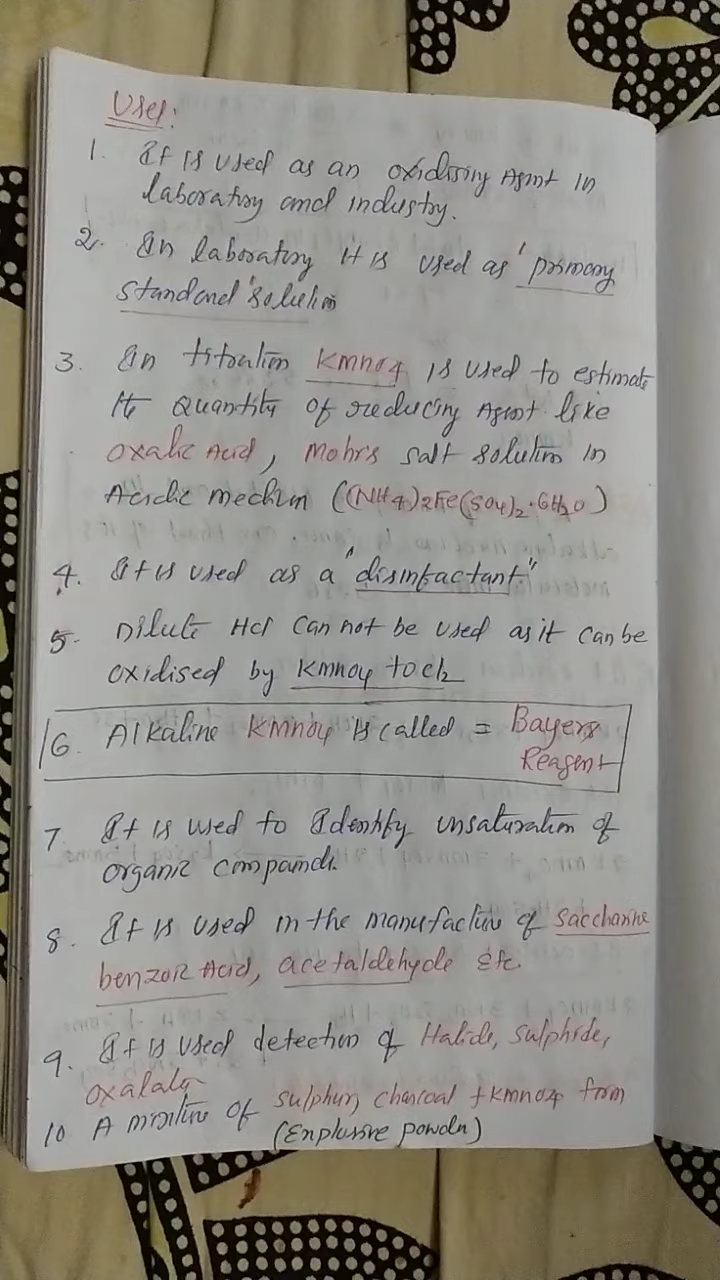 Uses:
1. It is used as an oxidising Agent in
laboratory and industry.
2. In laboratory it is used as 'primary
standard' solution
3. In titration KMnO4 is used to estimate
the quantity of reducing Agent like
oxalic Acid, Mohr's salt solution in
Acidic medium ((NH4)2Fe(SO4)2·6H2O)
4. It is used as a "disinfactant"
5. Dilute HCl can not be used as it can be
oxidised by KMnO4 to Cl2
6. Alkaline KMnO4 is called = Bayers
Reagent
7. It is used to Identify unsaturation of
organic compounds.
8. It is used in the manufacture of saccharine
benzoic Acid, acetaldehyde etc.
9. It is used detection of Halide, sulphide,
oxalate
10 A mixture of sulphur, charcoal + KMnO4 form
(Explosive powder)